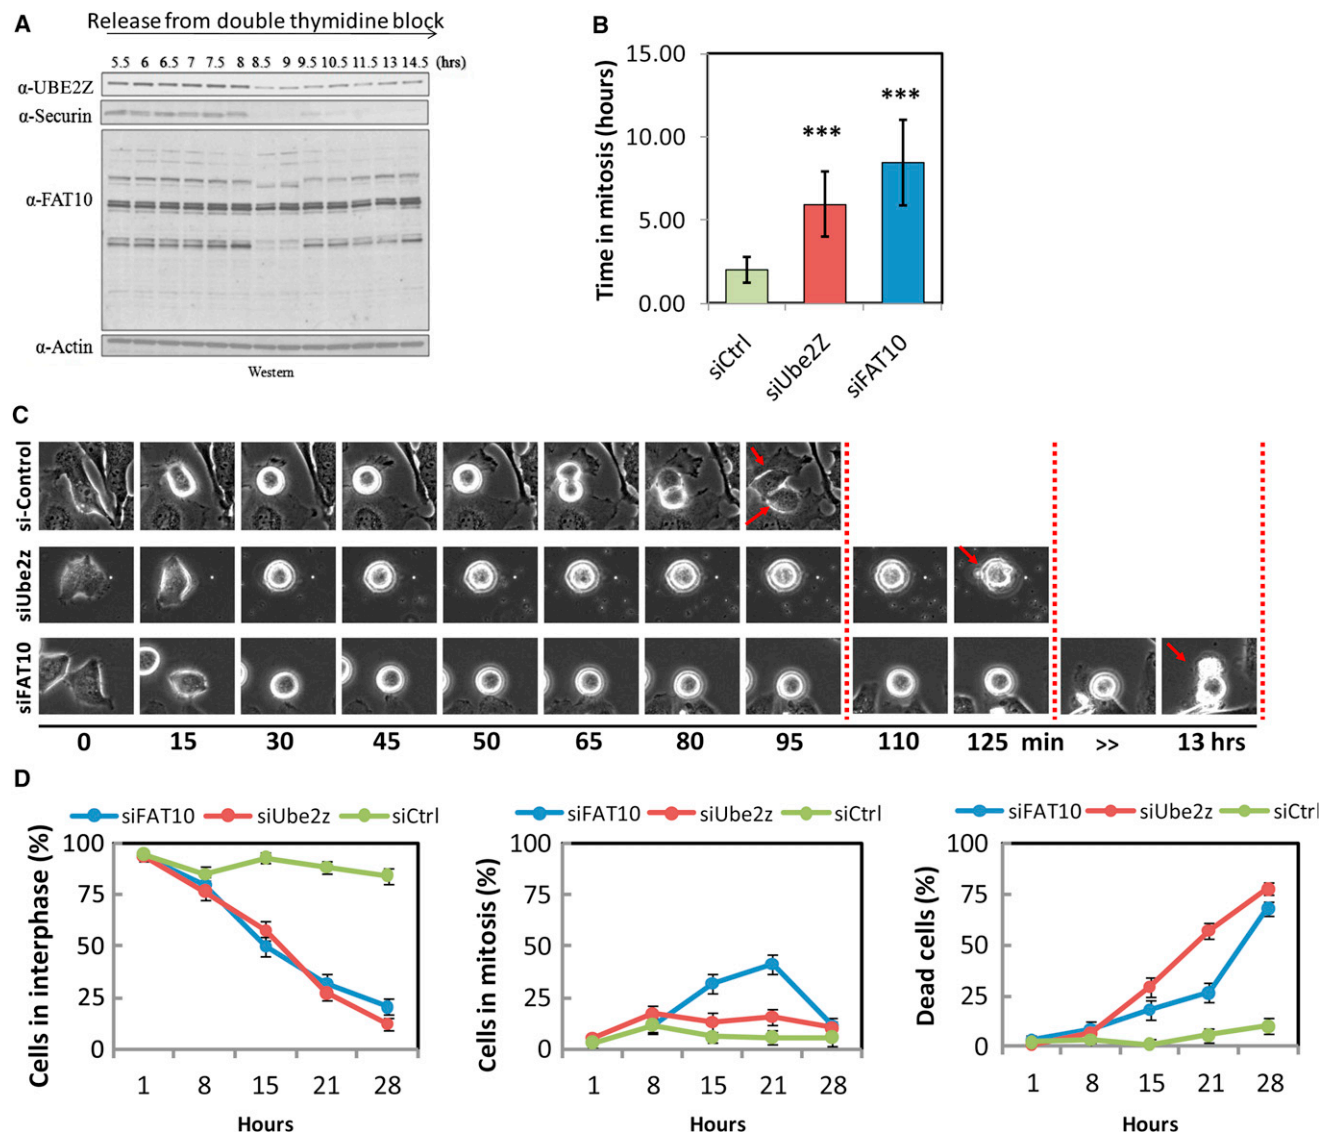 A
Release from double thymidine block
5.5 6 6.5 7 7.5 8 8.5 9 9.5 10.5 11.5 13 14.5 (hrs)
α-UBE2Z
α-Securin
α-FAT10
α-Actin
Western
B
15.00
10.00
5.00
0.00
Time in mitosis (hours)
***
***
siCtrl
siUbe2Z
siFAT10
C
si-Control
siUbe2z
siFAT10
0 15 30 45 50 65 80 95 110 125 min >> 13 hrs
D
siFAT10 siUbe2z siCtrl
Cells in interphase (%)
100
75
50
25
0
1 8 15 21 28
Hours
siFAT10 siUbe2z siCtrl
Cells in mitosis (%)
100
75
50
25
0
1 8 15 21 28
Hours
siFAT10 siUbe2z siCtrl
Dead cells (%)
100
75
50
25
0
1 8 15 21 28
Hours